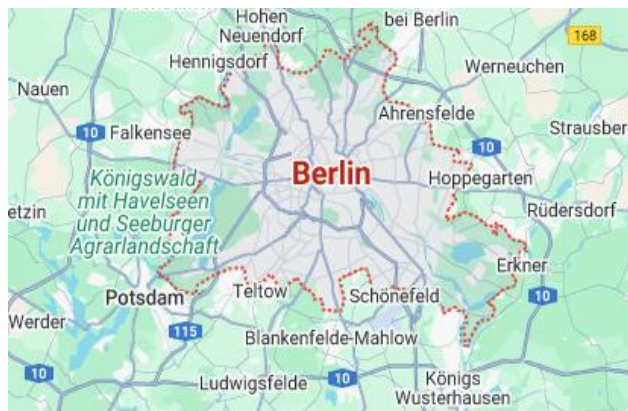 Hohen
Neuendorf
bei Berlin
168
Hennigsdorf
Werneuchen
Nauen
Ahrensfelde
10
Falkensee
Strausber
10
Königswald
mit Havelseen
und Seeburger
Agrarlandschaft
Berlin
Hoppegarten
etzin
Rüdersdorf
Erkner
Potsdam
Teltow
Schönefeld
10
Werder
115
Blankenfelde-Mahlow
10
Ludwigsfelde
10
Königs
Wusterhausen